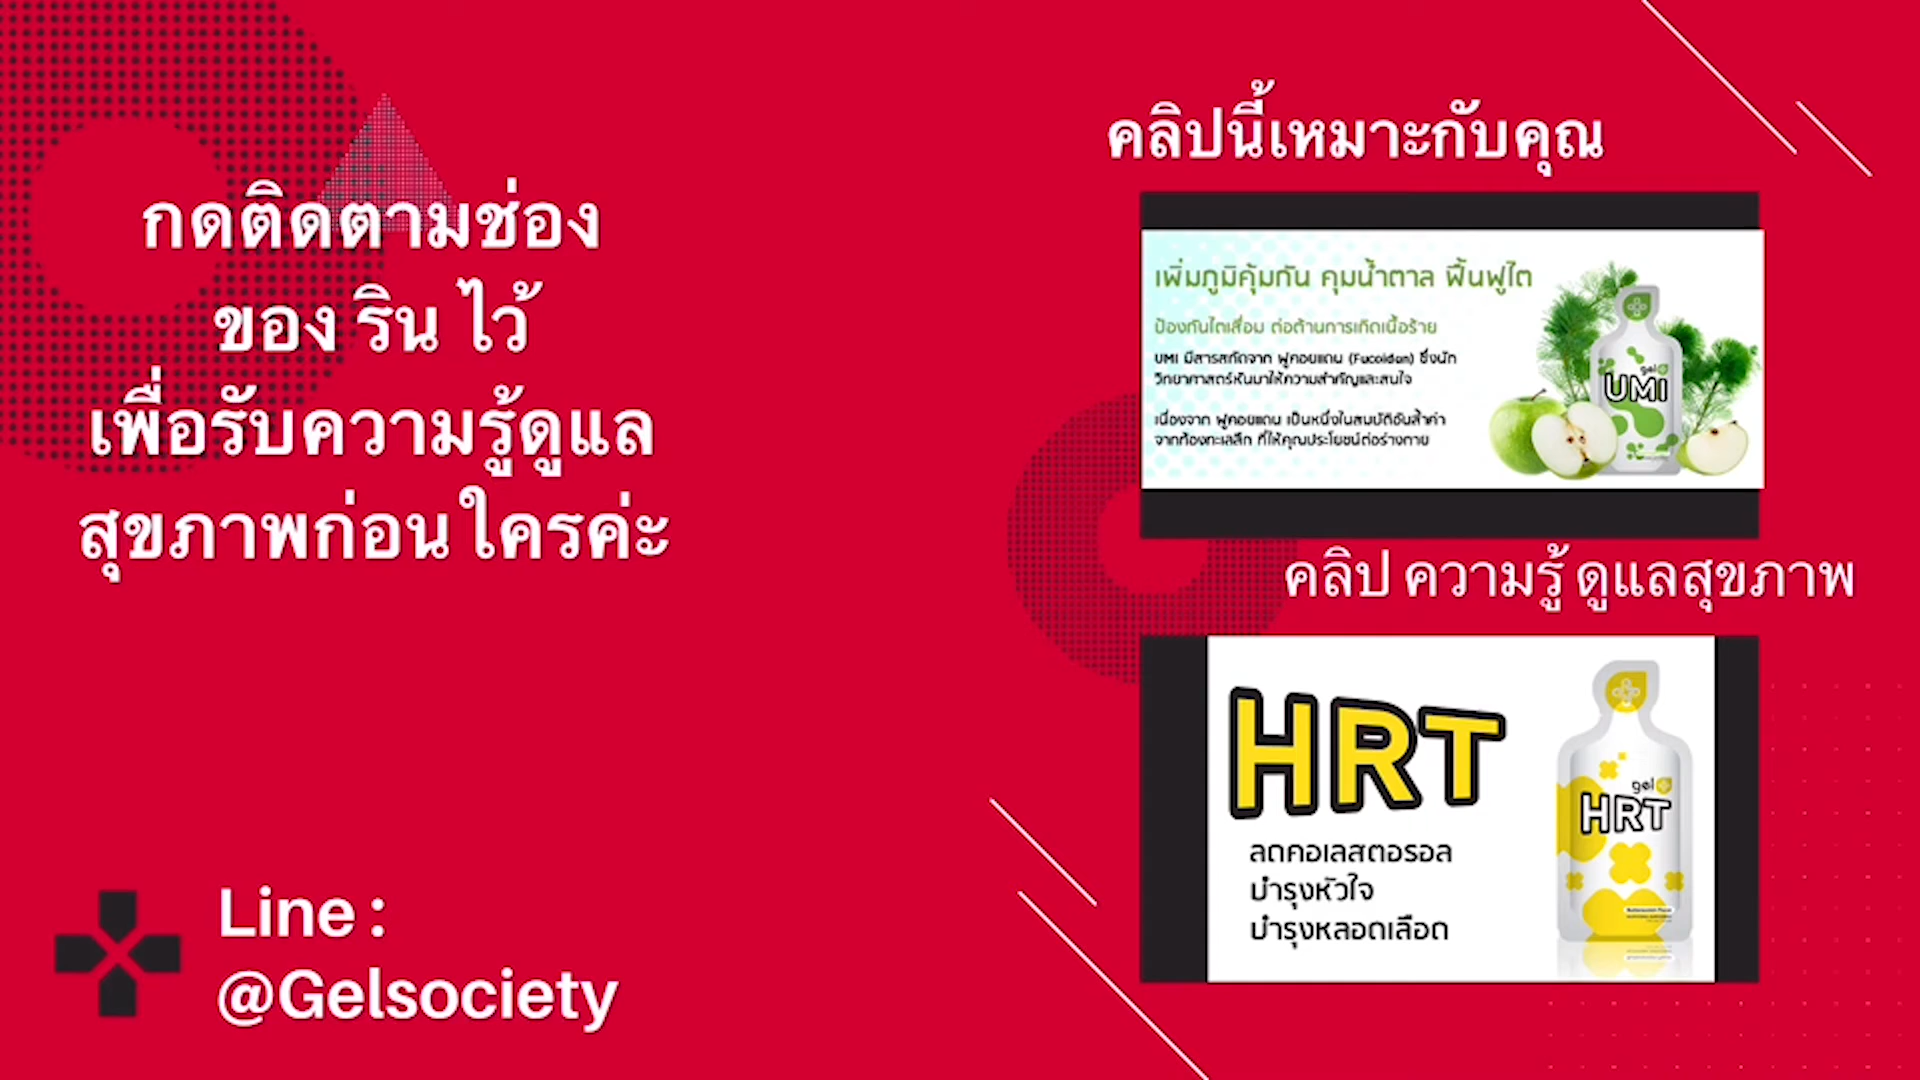 กดติดตามช่อง
ของ ริน ไว้
เพื่อรับความรู้ดูแล
สุขภาพก่อนใครค่ะ
Line :
@Gelsociety
คลิปนี้เหมาะกับคุณ
เพิ่มภูมิคุ้มกัน คุมน้ำตาล ฟื้นฟูไต
ป้องกันไตเสื่อม ต่อต้านการเกิดเนื้อร้าย
UMI มีสารสกัดจาก ฟูคอยแดน (Fucoidan) ซึ่งนัก
วิทยาศาสตร์หันมาให้ความสำคัญและสนใจ
เนื่องจาก ฟูคอยแดน เป็นหนึ่งในสมบัติอันล้ำค่า
จากท้องทะเลลึก ที่ให้คุณประโยชน์ต่อร่างกาย
gel
UMI
คลิป ความรู้ ดูแลสุขภาพ
HRT
ลดคอเลสตอรอล
บำรุงหัวใจ
บำรุงหลอดเลือด
gel
HRT